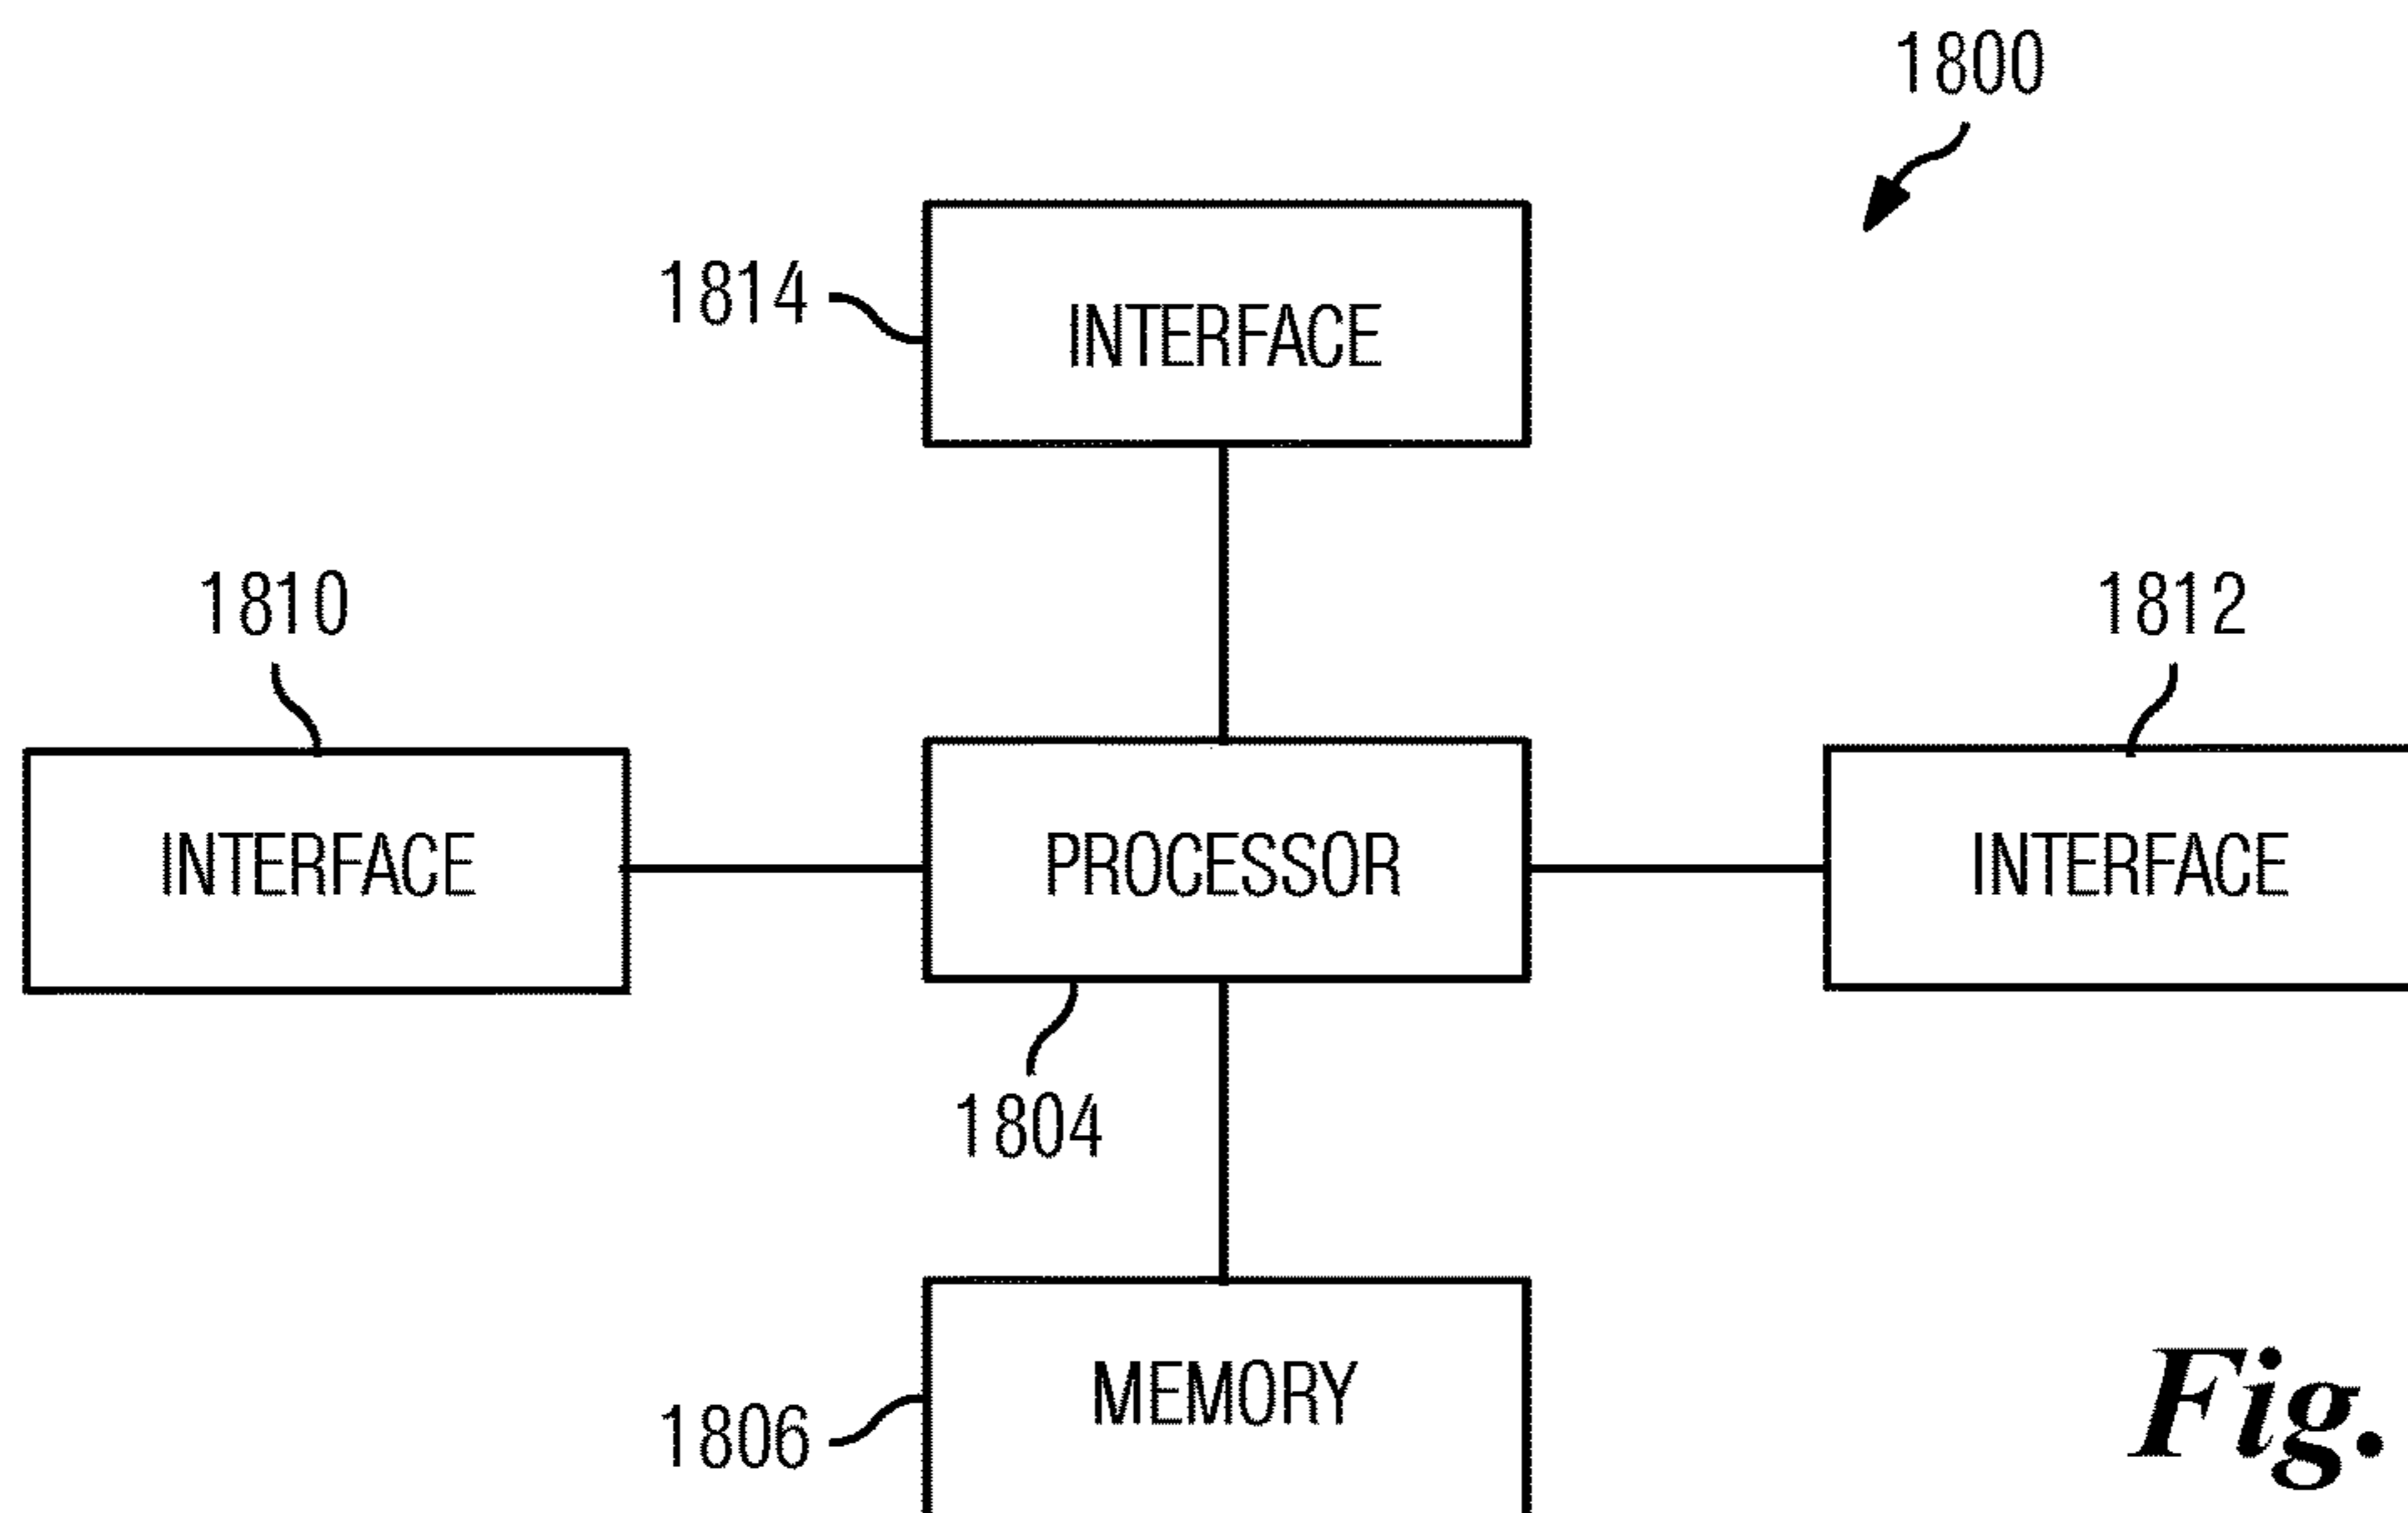 1800
1814
INTERFACE
1810
1812
INTERFACE
PROCESSOR
INTERFACE
1804
MEMORY
1806
Fig.